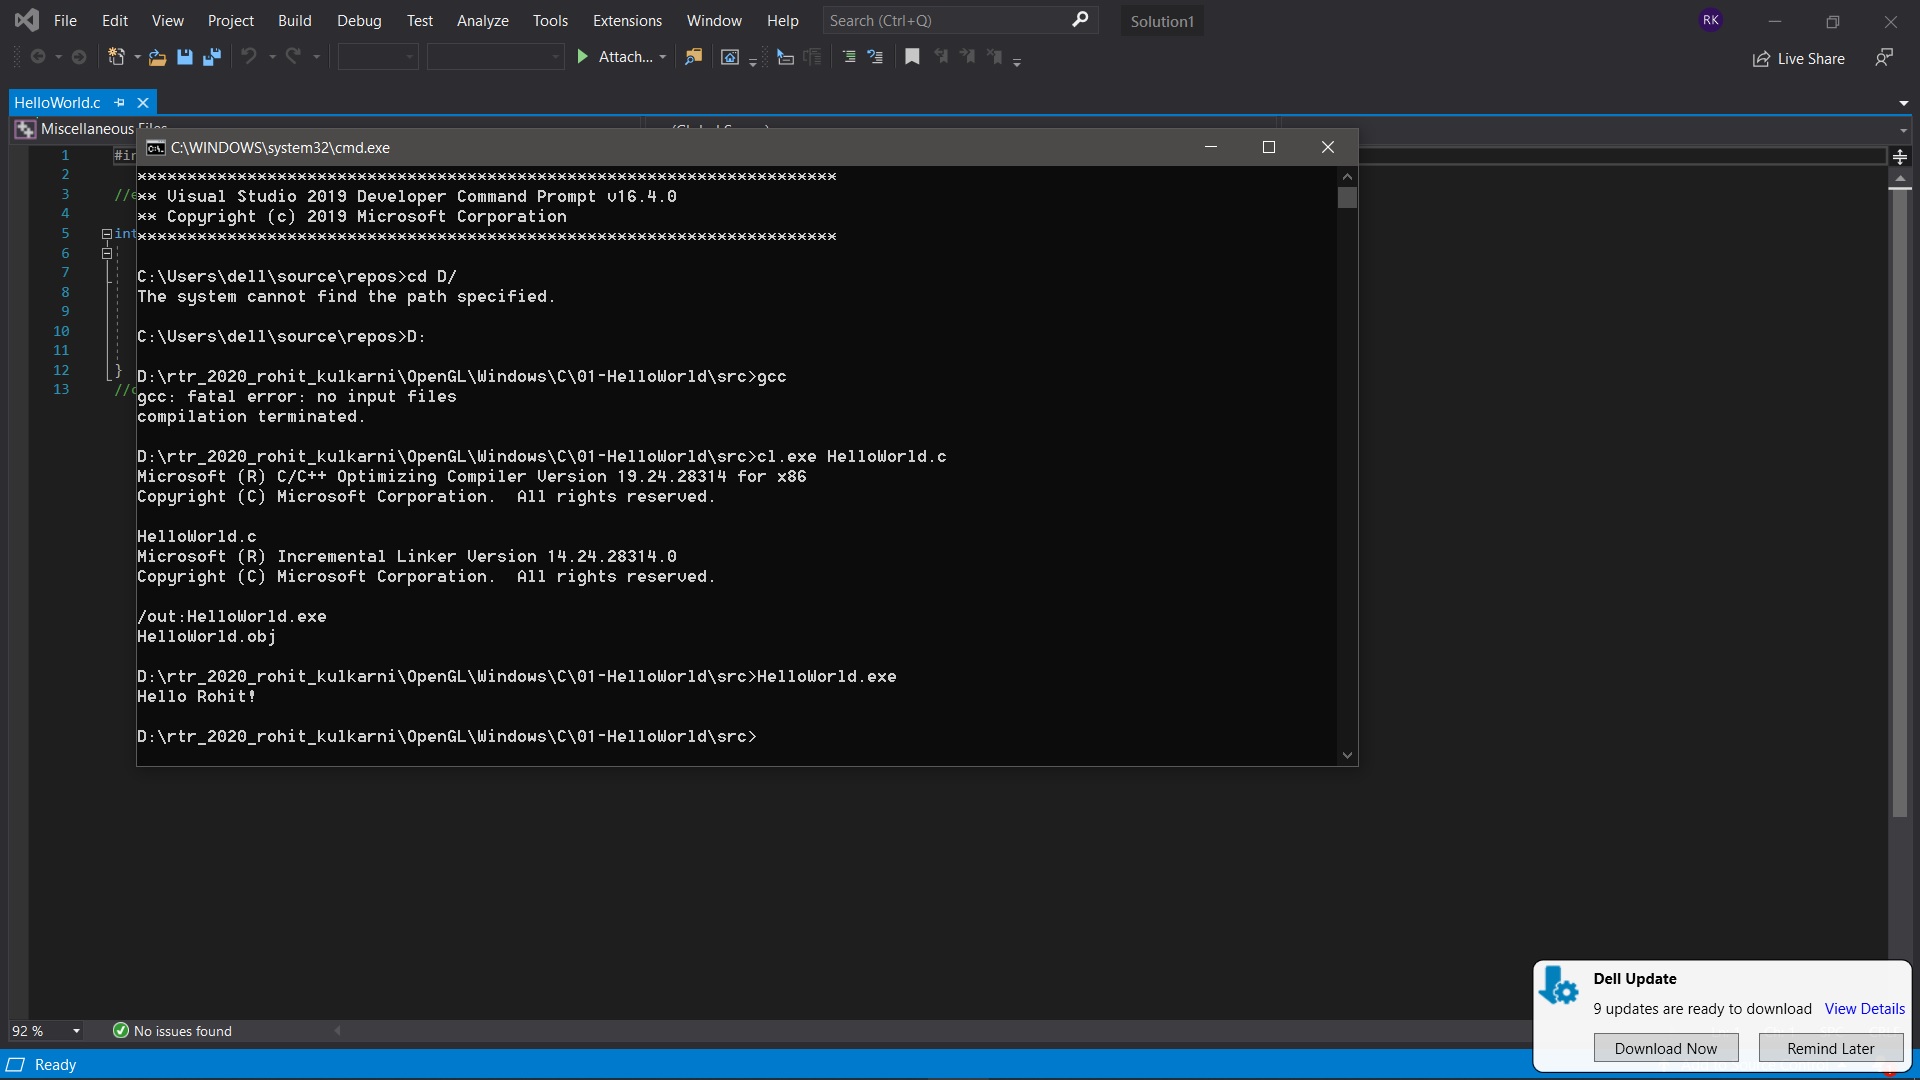 File Edit View Project Build Debug Test Analyze Tools Extensions Window Help Search (Ctrl+Q) Solution1 RK
Attach... Live Share
HelloWorld.c
Miscellaneous Files
C:\WINDOWS\system32\cmd.exe
**********************************************************************
** Visual Studio 2019 Developer Command Prompt v16.4.0
** Copyright (c) 2019 Microsoft Corporation
**********************************************************************
C:\Users\dell\source\repos>cd D/
The system cannot find the path specified.
C:\Users\dell\source\repos>D:
D:\rtr_2020_rohit_kulkarni\OpenGL\Windows\C\01-HelloWorld\src>gcc
gcc: fatal error: no input files
compilation terminated.
D:\rtr_2020_rohit_kulkarni\OpenGL\Windows\C\01-HelloWorld\src>cl.exe HelloWorld.c
Microsoft (R) C/C++ Optimizing Compiler Version 19.24.28314 for x86
Copyright (C) Microsoft Corporation.  All rights reserved.
HelloWorld.c
Microsoft (R) Incremental Linker Version 14.24.28314.0
Copyright (C) Microsoft Corporation.  All rights reserved.
/out:HelloWorld.exe
HelloWorld.obj
D:\rtr_2020_rohit_kulkarni\OpenGL\Windows\C\01-HelloWorld\src>HelloWorld.exe
Hello Rohit!
D:\rtr_2020_rohit_kulkarni\OpenGL\Windows\C\01-HelloWorld\src>
1
2
3
4
5 int
6
7
8
9
10
11
12 }
13
92 % No issues found
Ready
Dell Update
9 updates are ready to download View Details
Download Now Remind Later